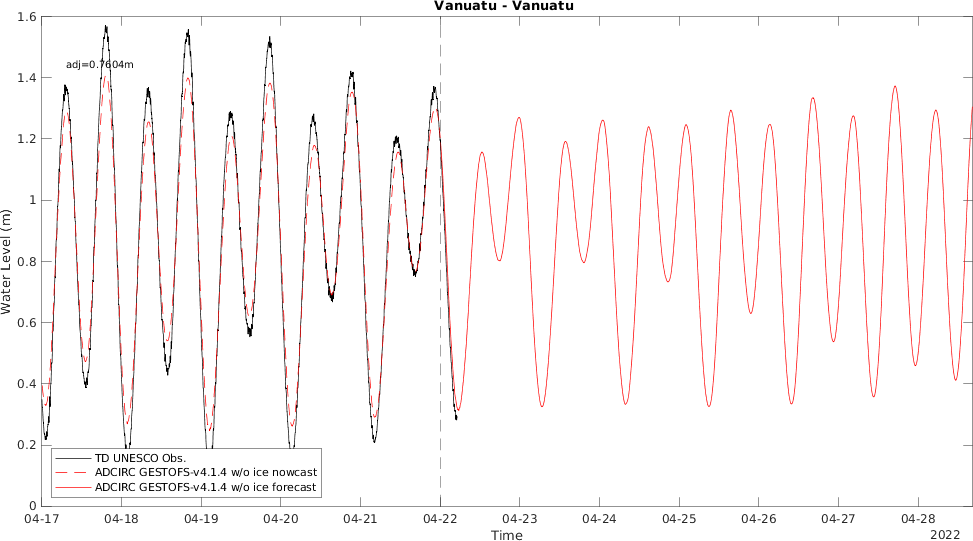 Vanuatu - Vanuatu
1.6
1.4
1.2
1
0.8
0.6
0.4
0.2
0
Water Level (m)
adj=0.7604m
TD UNESCO Obs.
ADCIRC GESTOFS-v4.1.4 w/o ice nowcast
ADCIRC GESTOFS-v4.1.4 w/o ice forecast
04-17 04-18 04-19 04-20 04-21 04-22 04-23 04-24 04-25 04-26 04-27 04-28
Time
2022